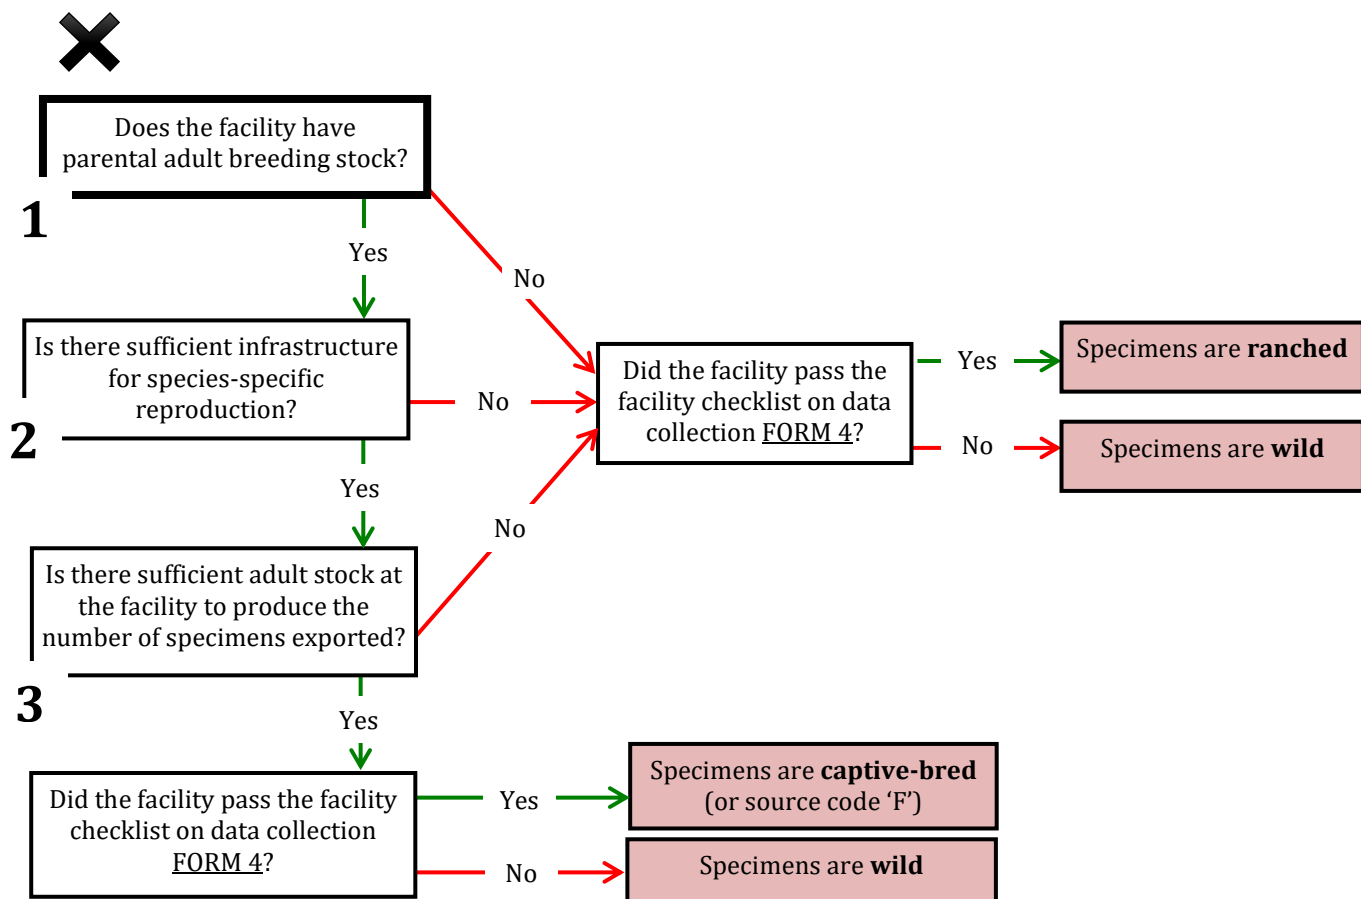 Does the facility have
parental adult breeding stock?
1
Yes
No
Is there sufficient infrastructure
for species-specific
reproduction?
2
No
Yes
Did the facility pass the
facility checklist on data
collection FORM 4?
Yes
Specimens are ranched
No
Specimens are wild
Is there sufficient adult stock at
the facility to produce the
number of specimens exported?
3
No
Yes
Did the facility pass the facility
checklist on data collection
FORM 4?
Yes
Specimens are captive-bred
(or source code ‘F’)
No
Specimens are wild